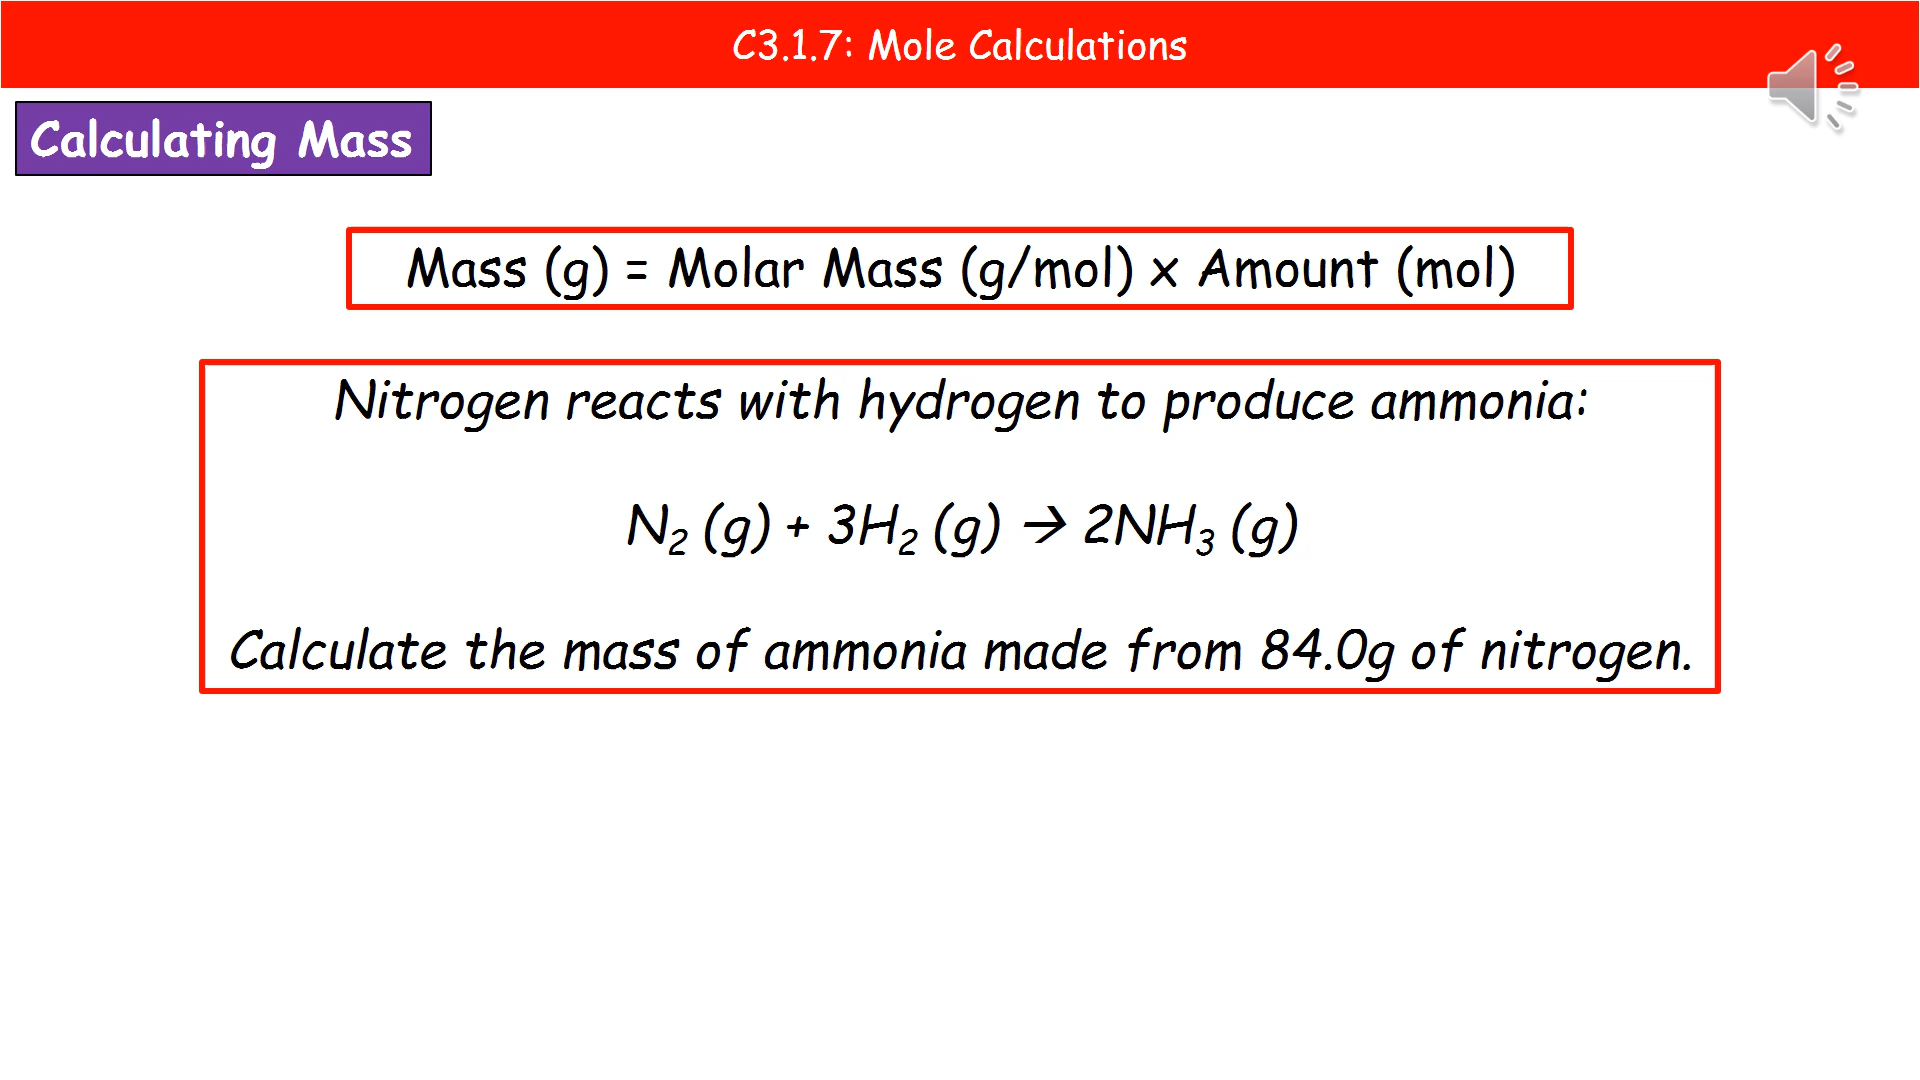 C3.1.7: Mole Calculations
Calculating Mass
Mass (g) = Molar Mass (g/mol) x Amount (mol)
Nitrogen reacts with hydrogen to produce ammonia:
N₂ (g) + 3H₂ (g) → 2NH₃ (g)
Calculate the mass of ammonia made from 84.0g of nitrogen.